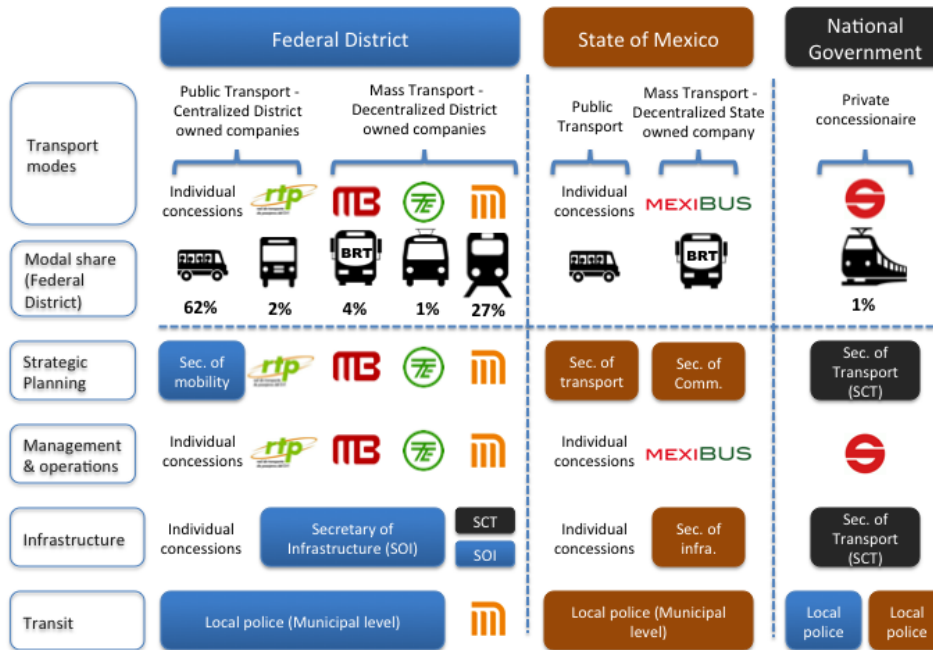 Federal District
State of Mexico
National
Government
Transport
modes
Public Transport -
Centralized District
owned companies
Mass Transport -
Decentralized District
owned companies
Public
Transport
Mass Transport -
Decentralized State
owned company
Private
concessionaire
Individual
concessions
rtp
MB
TE
Individual
concessions
MEXIBUS
Modal share
(Federal
District)
BRT
BRT
62%
2%
4%
1%
27%
1%
Strategic
Planning
Sec. of
mobility
rtp
MB
TE
Sec. of
transport
Sec. of
Comm.
Sec. of
Transport
(SCT)
Management
& operations
Individual
concessions
rtp
MB
TE
Individual
concessions
MEXIBUS
Infrastructure
Individual
concessions
Secretary of
Infrastructure (SOI)
SCT
SOI
Individual
concessions
Sec. of
infra.
Sec. of
Transport
(SCT)
Transit
Local police (Municipal level)
Local police (Municipal
level)
Local
police
Local
police